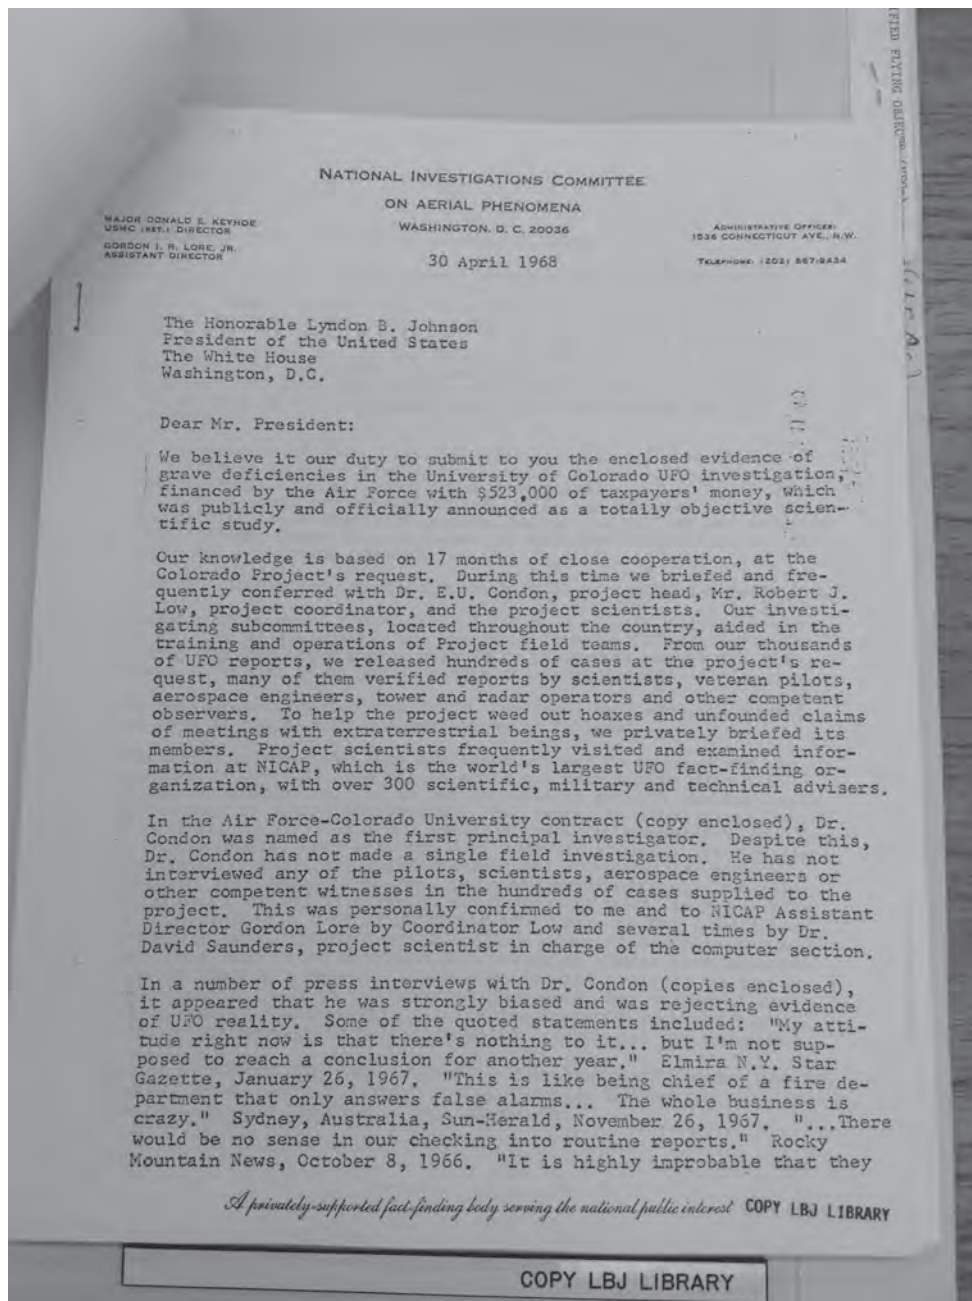 NATIONAL INVESTIGATIONS COMMITTEE
ON AERIAL PHENOMENA
WASHINGTON, D. C. 20036
MAJOR DONALD E. KEYHOE
USMC (RET.) DIRECTOR
GORDON I. R. LORE, JR.
ASSISTANT DIRECTOR
ADMINISTRATIVE OFFICES:
1536 CONNECTICUT AVE., N.W.
TELEPHONE: (202) 667-9434
30 April 1968
The Honorable Lyndon B. Johnson
President of the United States
The White House
Washington, D.C.
Dear Mr. President:
We believe it our duty to submit to you the enclosed evidence of
grave deficiencies in the University of Colorado UFO investigation,
financed by the Air Force with $523,000 of taxpayers' money, which
was publicly and officially announced as a totally objective scien-
tific study.
Our knowledge is based on 17 months of close cooperation, at the
Colorado Project's request. During this time we briefed and fre-
quently conferred with Dr. E.U. Condon, project head, Mr. Robert J.
Low, project coordinator, and the project scientists. Our investi-
gating subcommittees, located throughout the country, aided in the
training and operations of Project field teams. From our thousands
of UFO reports, we released hundreds of cases at the project's re-
quest, many of them verified reports by scientists, veteran pilots,
aerospace engineers, tower and radar operators and other competent
observers. To help the project weed out hoaxes and unfounded claims
of meetings with extraterrestrial beings, we privately briefed its
members. Project scientists frequently visited and examined infor-
mation at NICAP, which is the world's largest UFO fact-finding or-
ganization, with over 300 scientific, military and technical advisers.
In the Air Force-Colorado University contract (copy enclosed), Dr.
Condon was named as the first principal investigator. Despite this,
Dr. Condon has not made a single field investigation. He has not
interviewed any of the pilots, scientists, aerospace engineers or
other competent witnesses in the hundreds of cases supplied to the
project. This was personally confirmed to me and to NICAP Assistant
Director Gordon Lore by Coordinator Low and several times by Dr.
David Saunders, project scientist in charge of the computer section.
In a number of press interviews with Dr. Condon (copies enclosed),
it appeared that he was strongly biased and was rejecting evidence
of UFO reality. Some of the quoted statements included: "My atti-
tude right now is that there's nothing to it... but I'm not sup-
posed to reach a conclusion for another year." Elmira N.Y. Star
Gazette, January 26, 1967. "This is like being chief of a fire de-
partment that only answers false alarms... The whole business is
crazy." Sydney, Australia, Sun-Herald, November 26, 1967. "...There
would be no sense in our checking into routine reports." Rocky
Mountain News, October 8, 1966. "It is highly improbable that they
A privately-supported fact-finding body serving the national public interest
COPY LBJ LIBRARY
COPY LBJ LIBRARY
FLYING OBJECTS